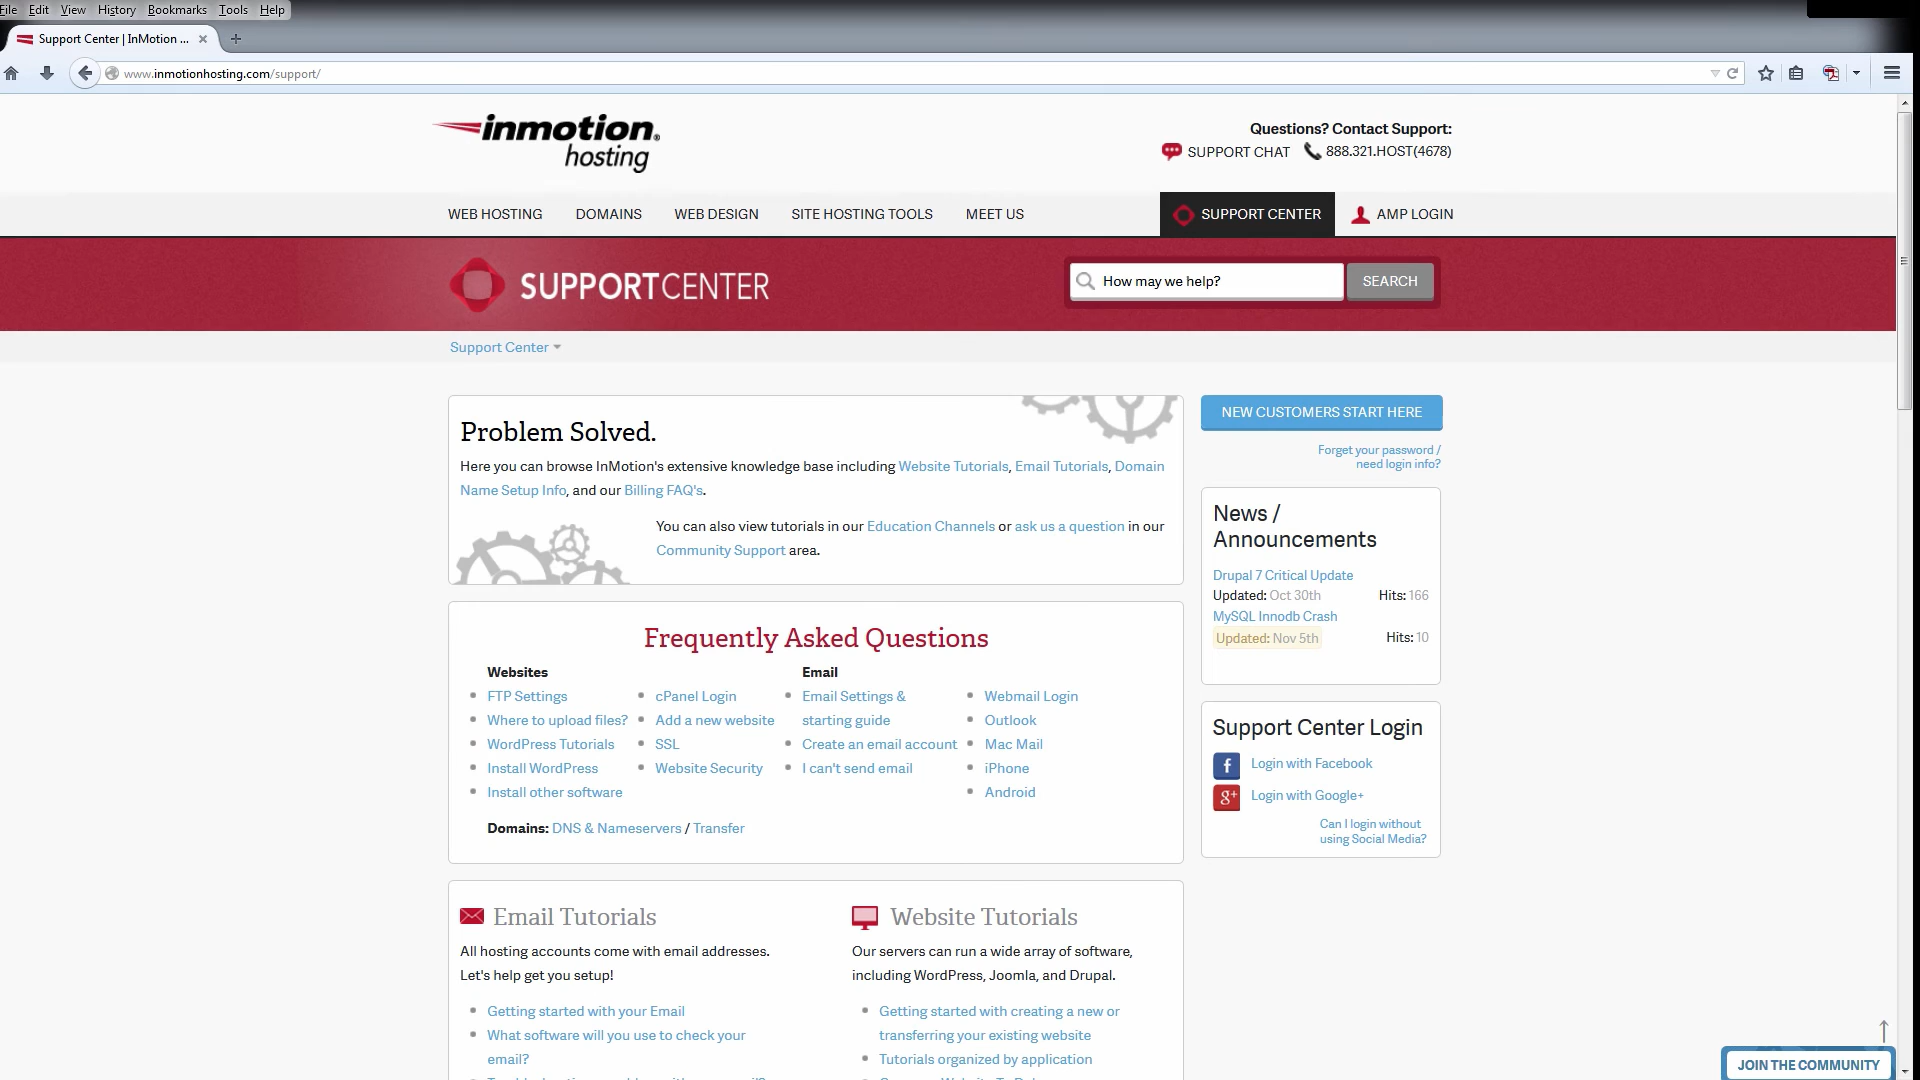 File Edit View History Bookmarks Tools Help
Support Center | InMotion ...
www.inmotionhosting.com/support/
inmotion®
hosting
Questions? Contact Support:
SUPPORT CHAT 888.321.HOST(4678)
WEB HOSTING DOMAINS WEB DESIGN SITE HOSTING TOOLS MEET US SUPPORT CENTER AMP LOGIN
SUPPORTCENTER
How may we help? SEARCH
Support Center
Problem Solved.
Here you can browse InMotion's extensive knowledge base including Website Tutorials, Email Tutorials, Domain
Name Setup Info, and our Billing FAQ's.
You can also view tutorials in our Education Channels or ask us a question in our
Community Support area.
NEW CUSTOMERS START HERE
Forget your password /
need login info?
News /
Announcements
Drupal 7 Critical Update
Updated: Oct 30th Hits: 166
MySQL Innodb Crash
Updated: Nov 5th Hits: 10
Frequently Asked Questions
Websites Email
FTP Settings cPanel Login Email Settings & Webmail Login
Where to upload files? Add a new website starting guide Outlook
WordPress Tutorials SSL Create an email account Mac Mail
Install WordPress Website Security I can't send email iPhone
Install other software Android
Domains: DNS & Nameservers / Transfer
Support Center Login
f Login with Facebook
g+ Login with Google+
Can I login without
using Social Media?
Email Tutorials
All hosting accounts come with email addresses.
Let's help get you setup!
Getting started with your Email
What software will you use to check your
email?
Website Tutorials
Our servers can run a wide array of software,
including WordPress, Joomla, and Drupal.
Getting started with creating a new or
transferring your existing website
Tutorials organized by application
JOIN THE COMMUNITY